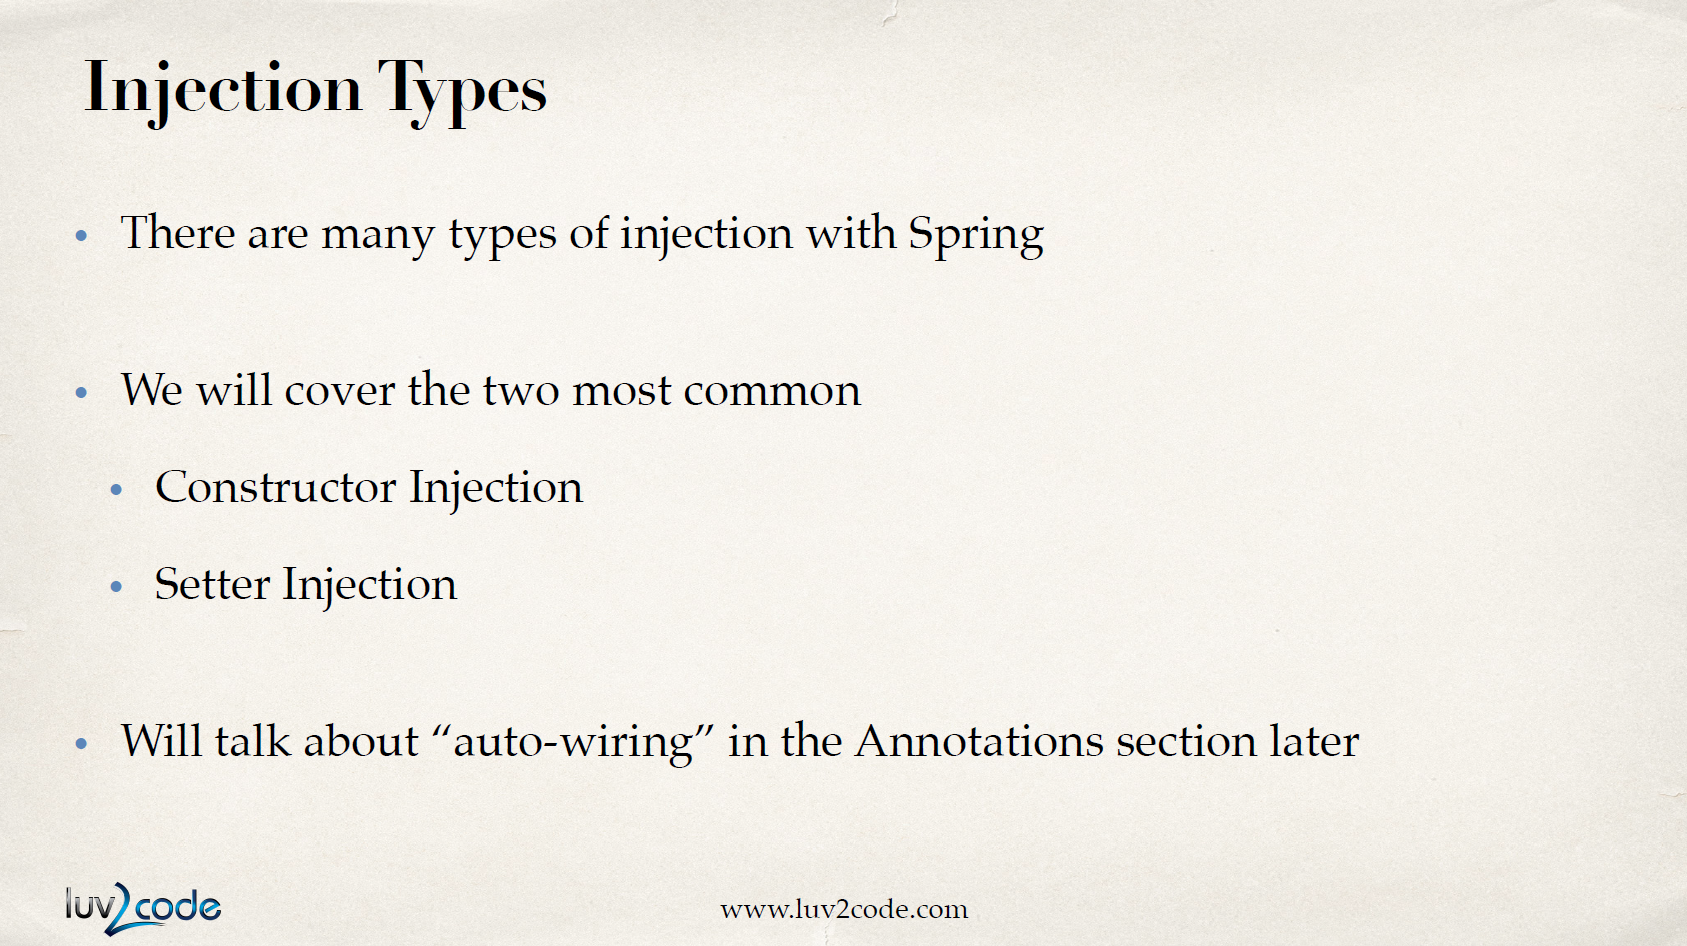 Injection Types
There are many types of injection with Spring
We will cover the two most common
Constructor Injection
Setter Injection
Will talk about “auto-wiring” in the Annotations section later
luv2code
www.luv2code.com